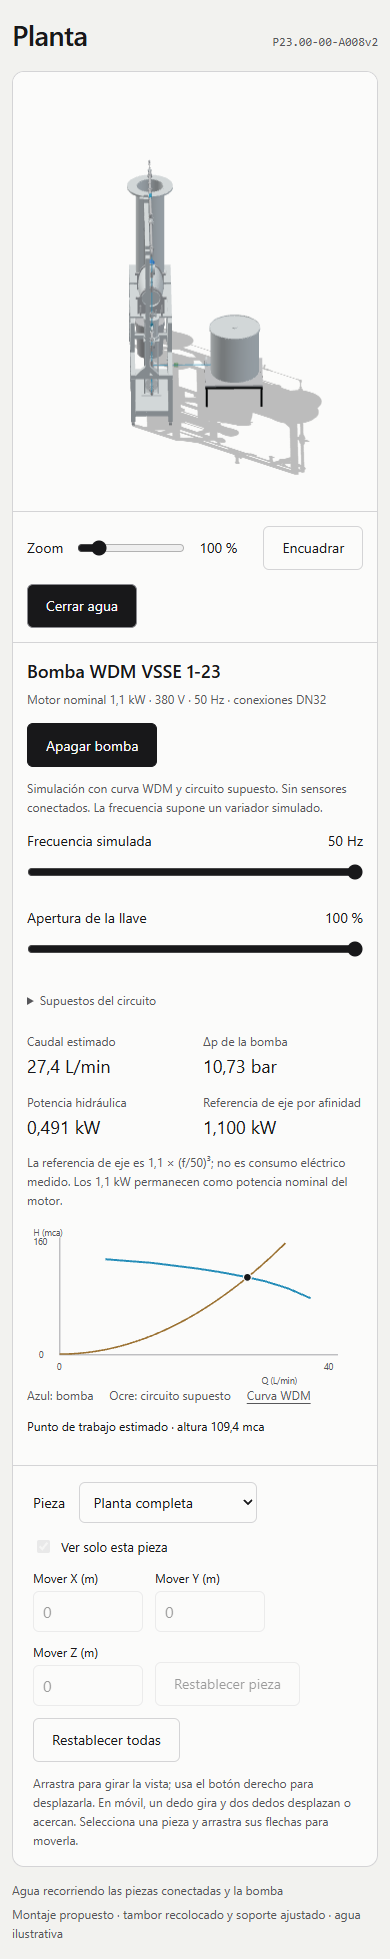 Planta
P23.00-00-A008v2
Zoom
100 %
Encuadrar
Cerrar agua
Bomba WDM VSSE 1-23
Motor nominal 1,1 kW · 380 V · 50 Hz · conexiones DN32
Apagar bomba
Simulación con curva WDM y circuito supuesto. Sin sensores
conectados. La frecuencia supone un variador simulado.
Frecuencia simulada
50 Hz
Apertura de la llave
100 %
Supuestos del circuito
Caudal estimado
Δp de la bomba
27,4 L/min
10,73 bar
Potencia hidráulica
Referencia de eje por afinidad
0,491 kW
1,100 kW
La referencia de eje es 1,1 × (f/50)³; no es consumo eléctrico
medido. Los 1,1 kW permanecen como potencia nominal del
motor.
H (mca)
160
0
0
40
Q (L/min)
Azul: bomba
Ocre: circuito supuesto
Curva WDM
Punto de trabajo estimado · altura 109,4 mca
Pieza
Planta completa
Ver solo esta pieza
Mover X (m)
Mover Y (m)
0
0
Mover Z (m)
0
Restablecer pieza
Restablecer todas
Arrastra para girar la vista; usa el botón derecho para
desplazarla. En móvil, un dedo gira y dos dedos desplazan o
acercan. Selecciona una pieza y arrastra sus flechas para
moverla.
Agua recorriendo las piezas conectadas y la bomba
Montaje propuesto · tambor recolocado y soporte ajustado · agua
ilustrativa